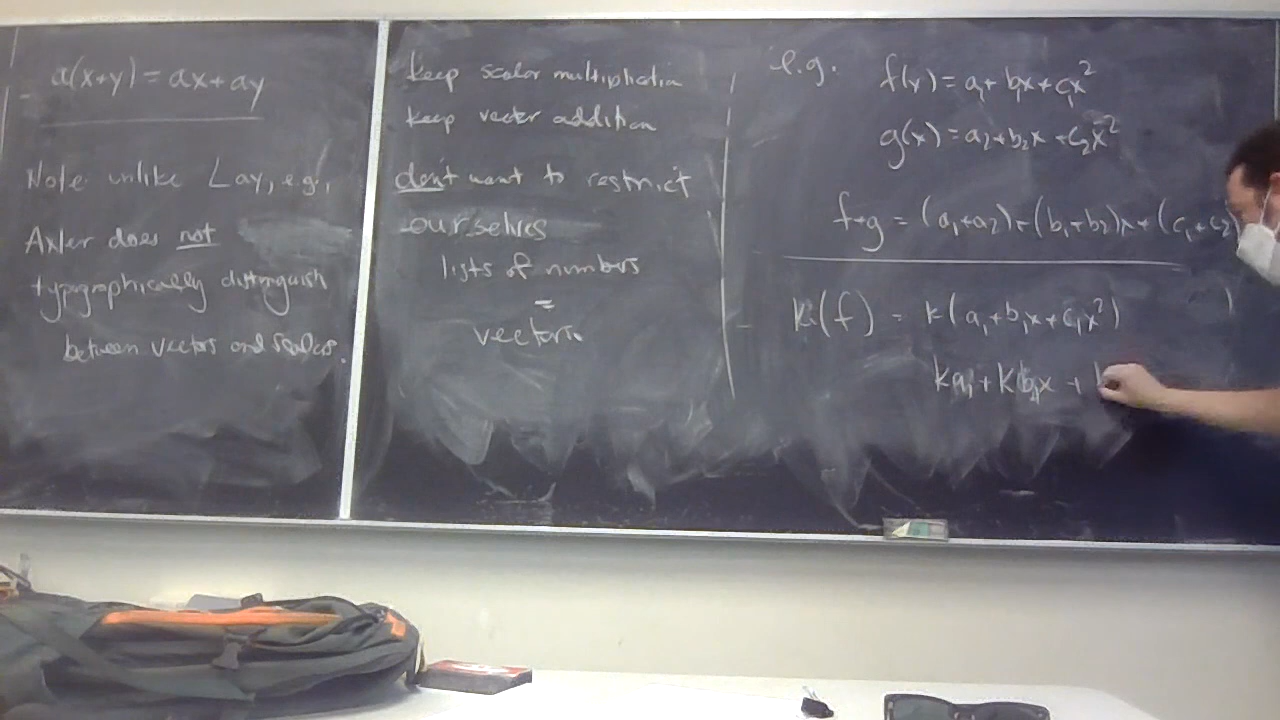 a(x+y) = ax + ay
Note unlike Lay, e.g.,
Axler does not
typographically distinguish
between vectors and scalars.
keep scalar multiplication
keep vector addition
don't want to restrict
ourselves
lists of numbers
=
vectors
e.g. f(x) = a₁ + b₁x + c₁x²
g(x) = a₂ + b₂x + c₂x²
f+g = (a₁+a₂) + (b₁+b₂)x + (c₁+c₂)
k(f) = k(a₁ + b₁x + c₁x²)
ka₁ + kb₁x + k